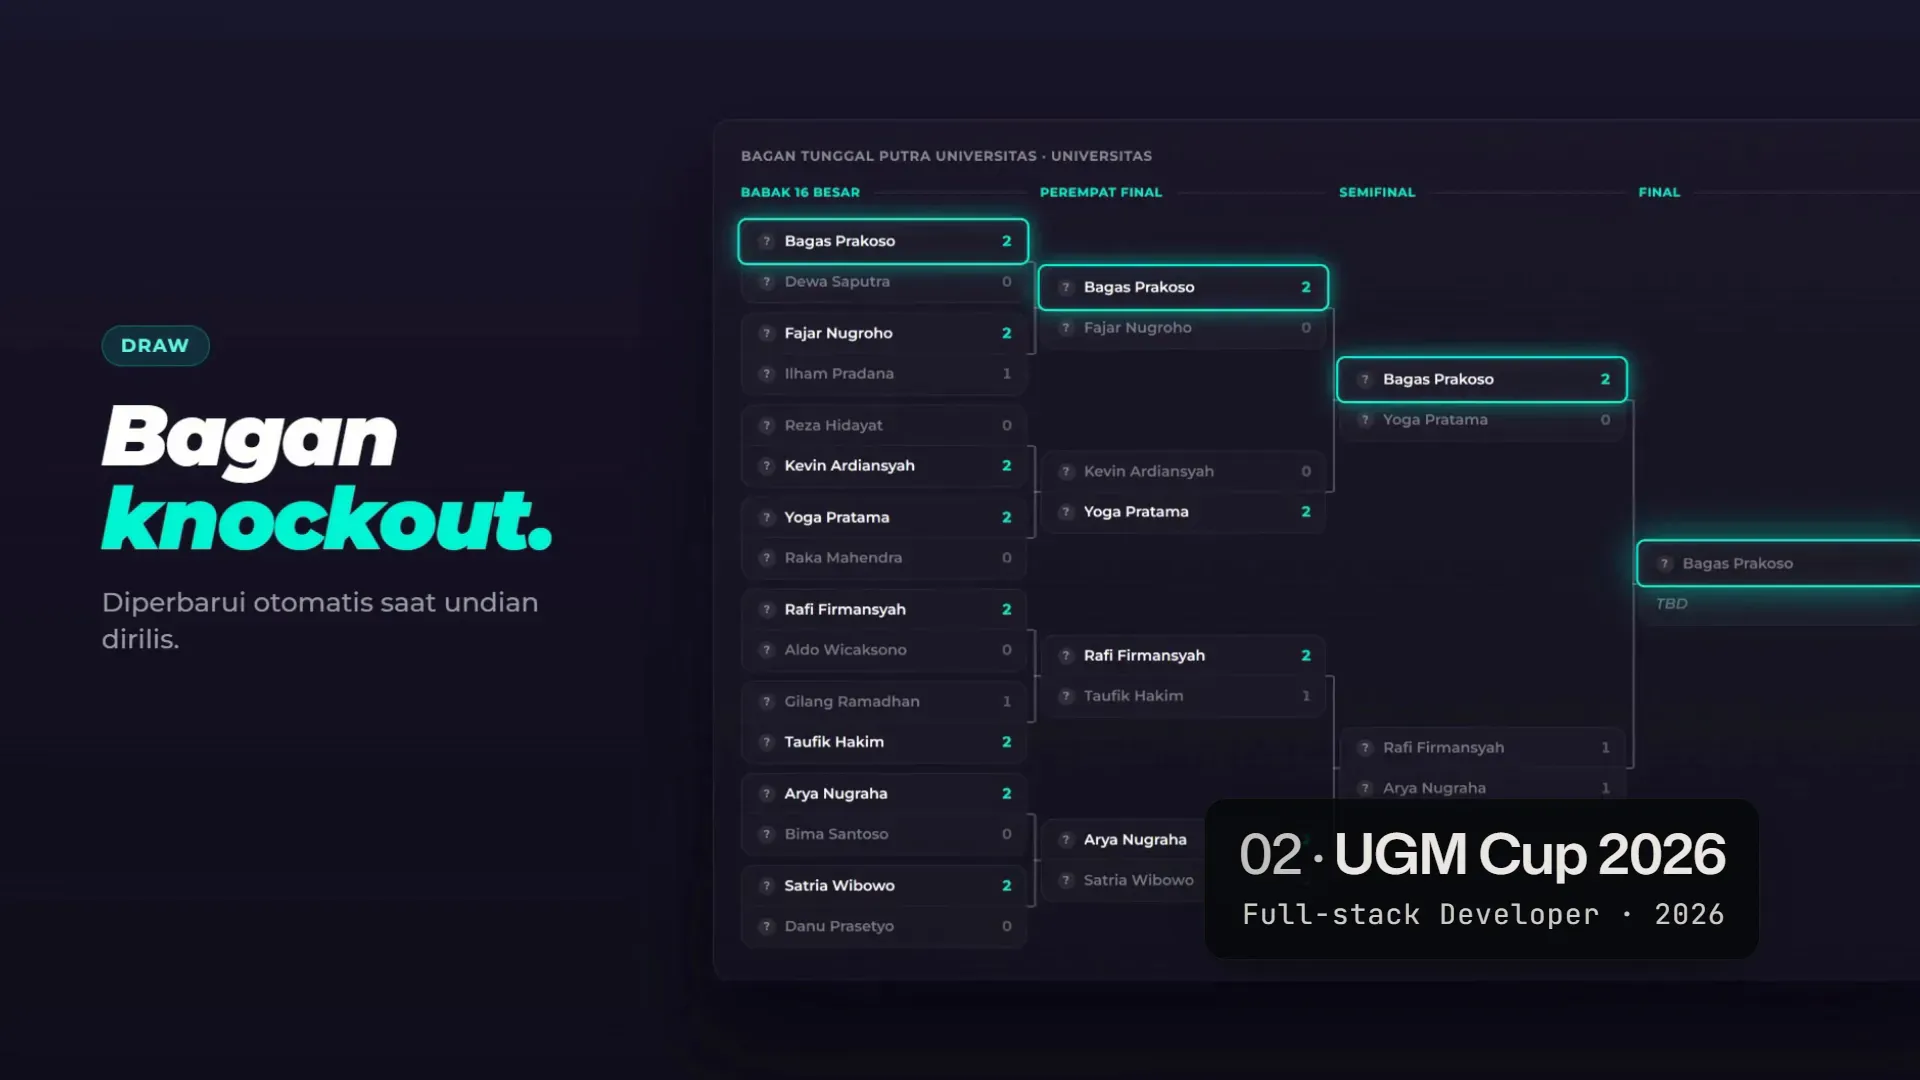 DRAW
Bagan
knockout.
Diperbarui otomatis saat undian
dirilis.
BAGAN TUNGGAL PUTRA UNIVERSITAS · UNIVERSITAS
BABAK 16 BESAR
? Bagas Prakoso 2
? Dewa Saputra 0
? Fajar Nugroho 2
? Ilham Pradana 1
? Reza Hidayat 0
? Kevin Ardiansyah 2
? Yoga Pratama 2
? Raka Mahendra 0
? Rafi Firmansyah 2
? Aldo Wicaksono 0
? Gilang Ramadhan 1
? Taufik Hakim 2
? Arya Nugraha 2
? Bima Santoso 0
? Satria Wibowo 2
? Danu Prasetyo 0
PEREMPAT FINAL
? Bagas Prakoso 2
? Fajar Nugroho 0
? Kevin Ardiansyah 0
? Yoga Pratama 2
? Rafi Firmansyah 2
? Taufik Hakim 1
? Arya Nugraha
? Satria Wibowo
SEMIFINAL
? Bagas Prakoso 2
? Yoga Pratama 0
? Rafi Firmansyah 1
? Arya Nugraha 1
FINAL
? Bagas Prakoso
TBD
02 · UGM Cup 2026
Full-stack Developer · 2026